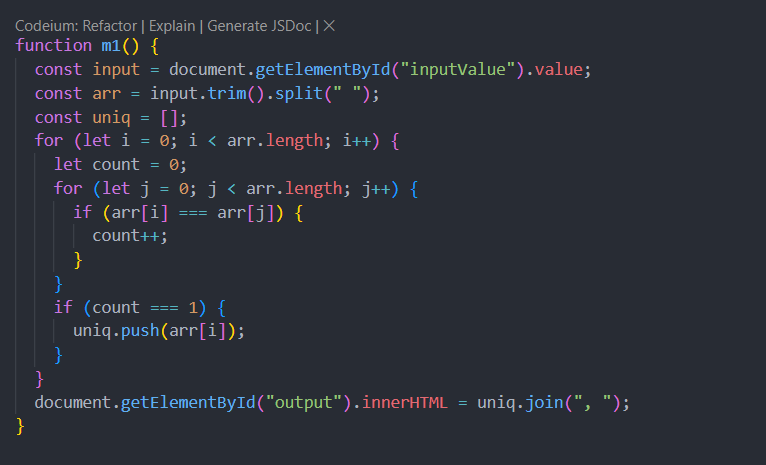 Codeium: Refactor | Explain | Generate JSDoc | ×
function m1() {
  const input = document.getElementById("inputValue").value;
  const arr = input.trim().split(" ");
  const uniq = [];
  for (let i = 0; i < arr.length; i++) {
    let count = 0;
    for (let j = 0; j < arr.length; j++) {
      if (arr[i] === arr[j]) {
        count++;
      }
    }
    if (count === 1) {
      uniq.push(arr[i]);
    }
  }
  document.getElementById("output").innerHTML = uniq.join(", ");
}